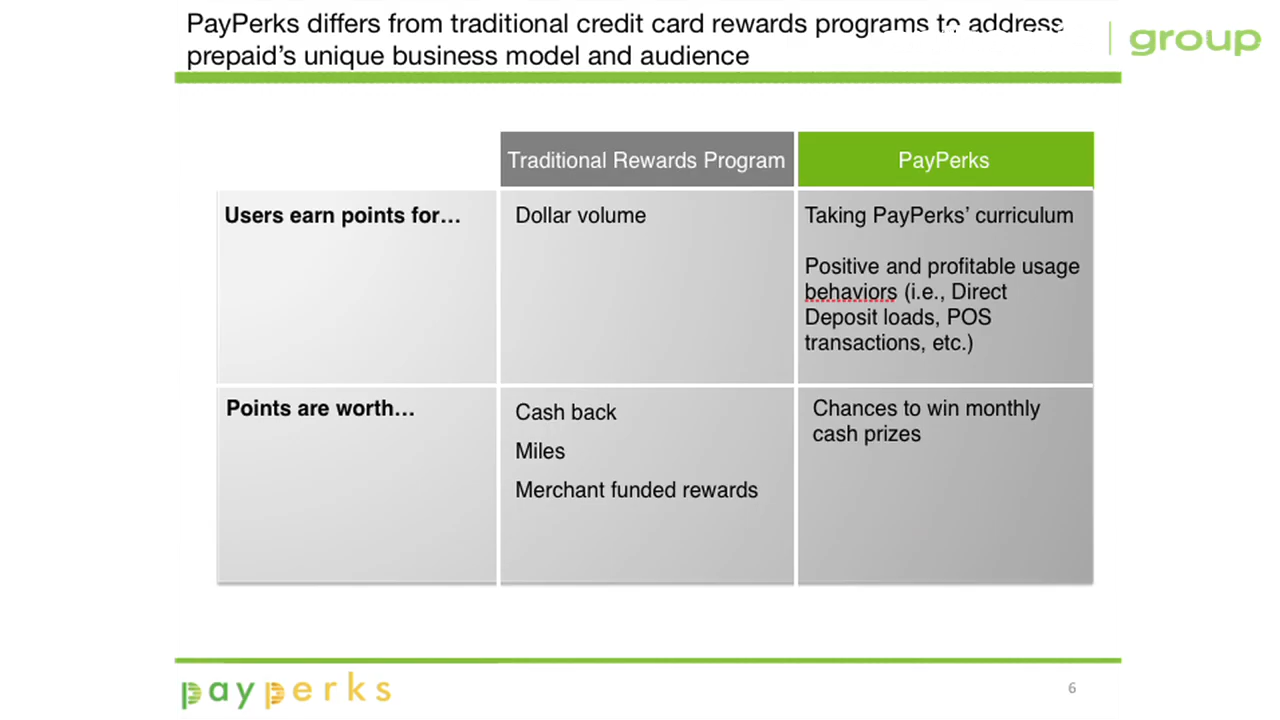 PayPerks differs from traditional credit card rewards programs to address
prepaid’s unique business model and audience
group
Traditional Rewards Program
PayPerks
Users earn points for…
Dollar volume
Taking PayPerks’ curriculum
Positive and profitable usage
behaviors (i.e., Direct
Deposit loads, POS
transactions, etc.)
Points are worth…
Cash back
Miles
Merchant funded rewards
Chances to win monthly
cash prizes
payperks
6